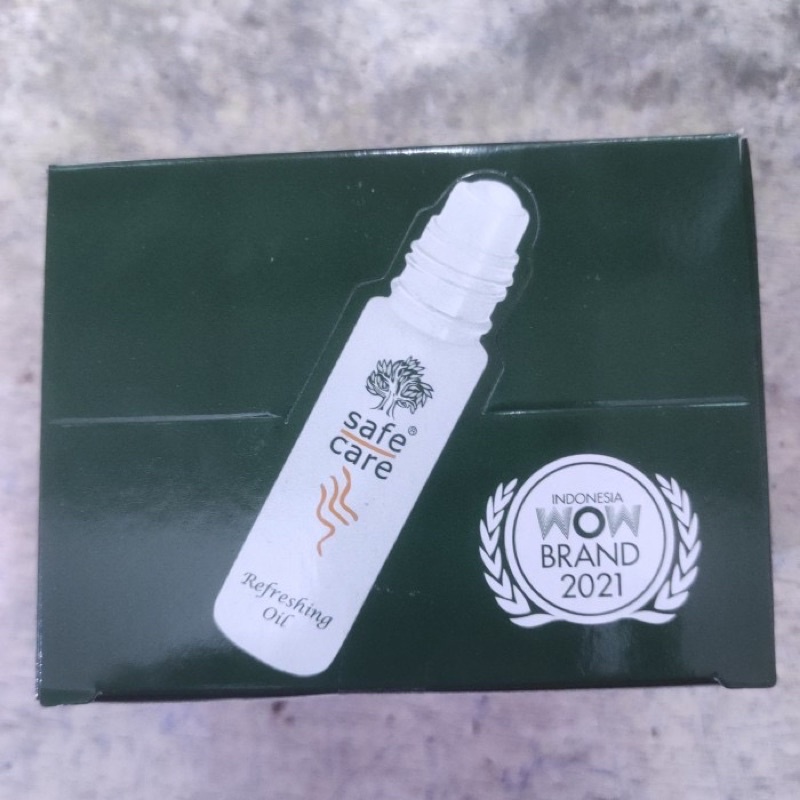 safe®
care
Refreshing
Oil
INDONESIA
WOW
BRAND
2021